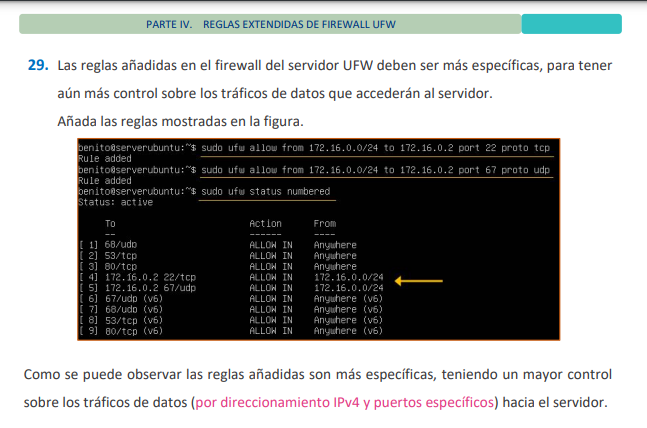 PARTE IV. REGLAS EXTENDIDAS DE FIREWALL UFW
29. Las reglas añadidas en el firewall del servidor UFW deben ser más específicas, para tener
aún más control sobre los tráficos de datos que accederán al servidor.
Añada las reglas mostradas en la figura.
benito@serverubuntu:~$ sudo ufw allow from 172.16.0.0/24 to 172.16.0.2 port 22 proto tcp
Rule added
benito@serverubuntu:~$ sudo ufw allow from 172.16.0.0/24 to 172.16.0.2 port 67 proto udp
Rule added
benito@serverubuntu:~$ sudo ufw status numbered
Status: active
To Action From
-- ------ ----
[ 1] 68/udp ALLOW IN Anywhere
[ 2] 53/tcp ALLOW IN Anywhere
[ 3] 80/tcp ALLOW IN Anywhere
[ 4] 172.16.0.2 22/tcp ALLOW IN 172.16.0.0/24
[ 5] 172.16.0.2 67/udp ALLOW IN 172.16.0.0/24
[ 6] 67/udp (v6) ALLOW IN Anywhere (v6)
[ 7] 68/udp (v6) ALLOW IN Anywhere (v6)
[ 8] 53/tcp (v6) ALLOW IN Anywhere (v6)
[ 9] 80/tcp (v6) ALLOW IN Anywhere (v6)
Como se puede observar las reglas añadidas son más específicas, teniendo un mayor control
sobre los tráficos de datos (por direccionamiento IPv4 y puertos específicos) hacia el servidor.